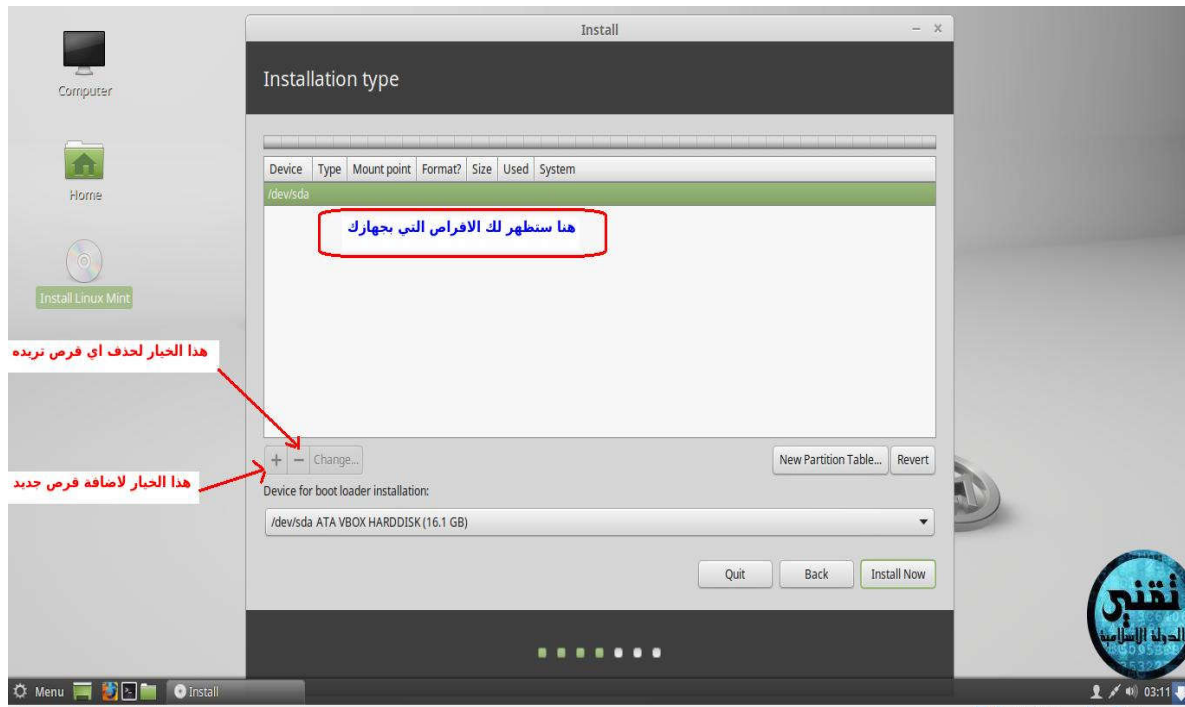 Install
Computer
Installation type
Home
Device Type Mount point Format? Size Used System
/dev/sda
هنا ستظهر لك الاقراص التي بجهازك
Install Linux Mint
هذا الخيار لحذف اي قرص تريده
+ − Change...
New Partition Table... Revert
هذا الخيار لاضافة قرص جديد
Device for boot loader installation:
/dev/sda ATA VBOX HARDDISK (16.1 GB)
Quit Back Install Now
تقني
الدولة الإسلامية
Menu Install 03:11